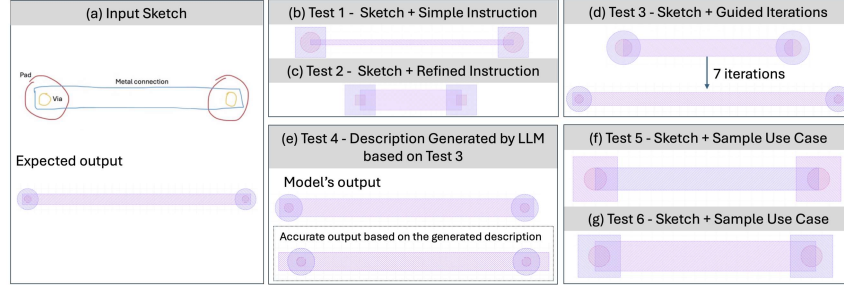 (a) Input Sketch
Pad
Metal connection
Via
Expected output
(b) Test 1 - Sketch + Simple Instruction
(c) Test 2 - Sketch + Refined Instruction
(d) Test 3 - Sketch + Guided Iterations
7 iterations
(e) Test 4 - Description Generated by LLM
based on Test 3
Model's output
Accurate output based on the generated description
(f) Test 5 - Sketch + Sample Use Case
(g) Test 6 - Sketch + Sample Use Case